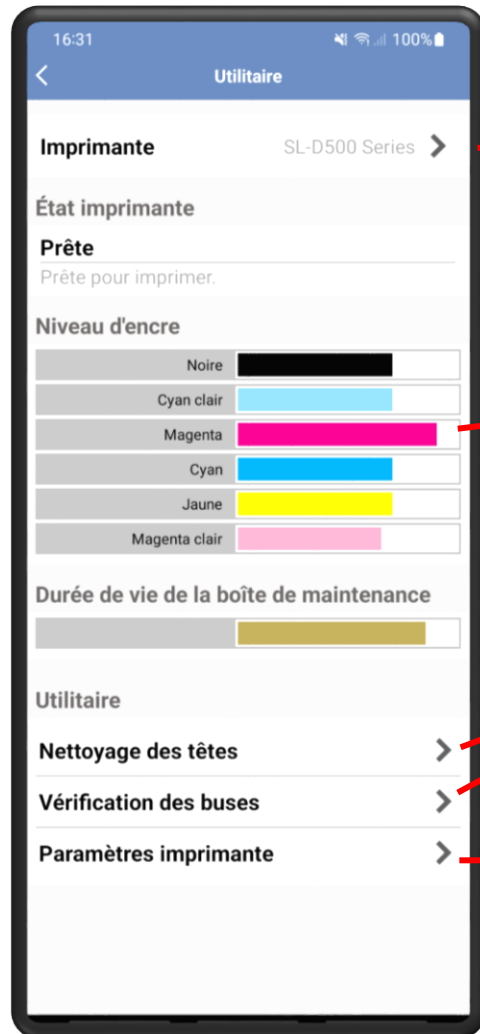 16:31 100%
Utilitaire
Imprimante SL-D500 Series
État imprimante
Prête
Prête pour imprimer.
Niveau d'encre
Noire
Cyan clair
Magenta
Cyan
Jaune
Magenta clair
Durée de vie de la boîte de maintenance
Utilitaire
Nettoyage des têtes
Vérification des buses
Paramètres imprimante